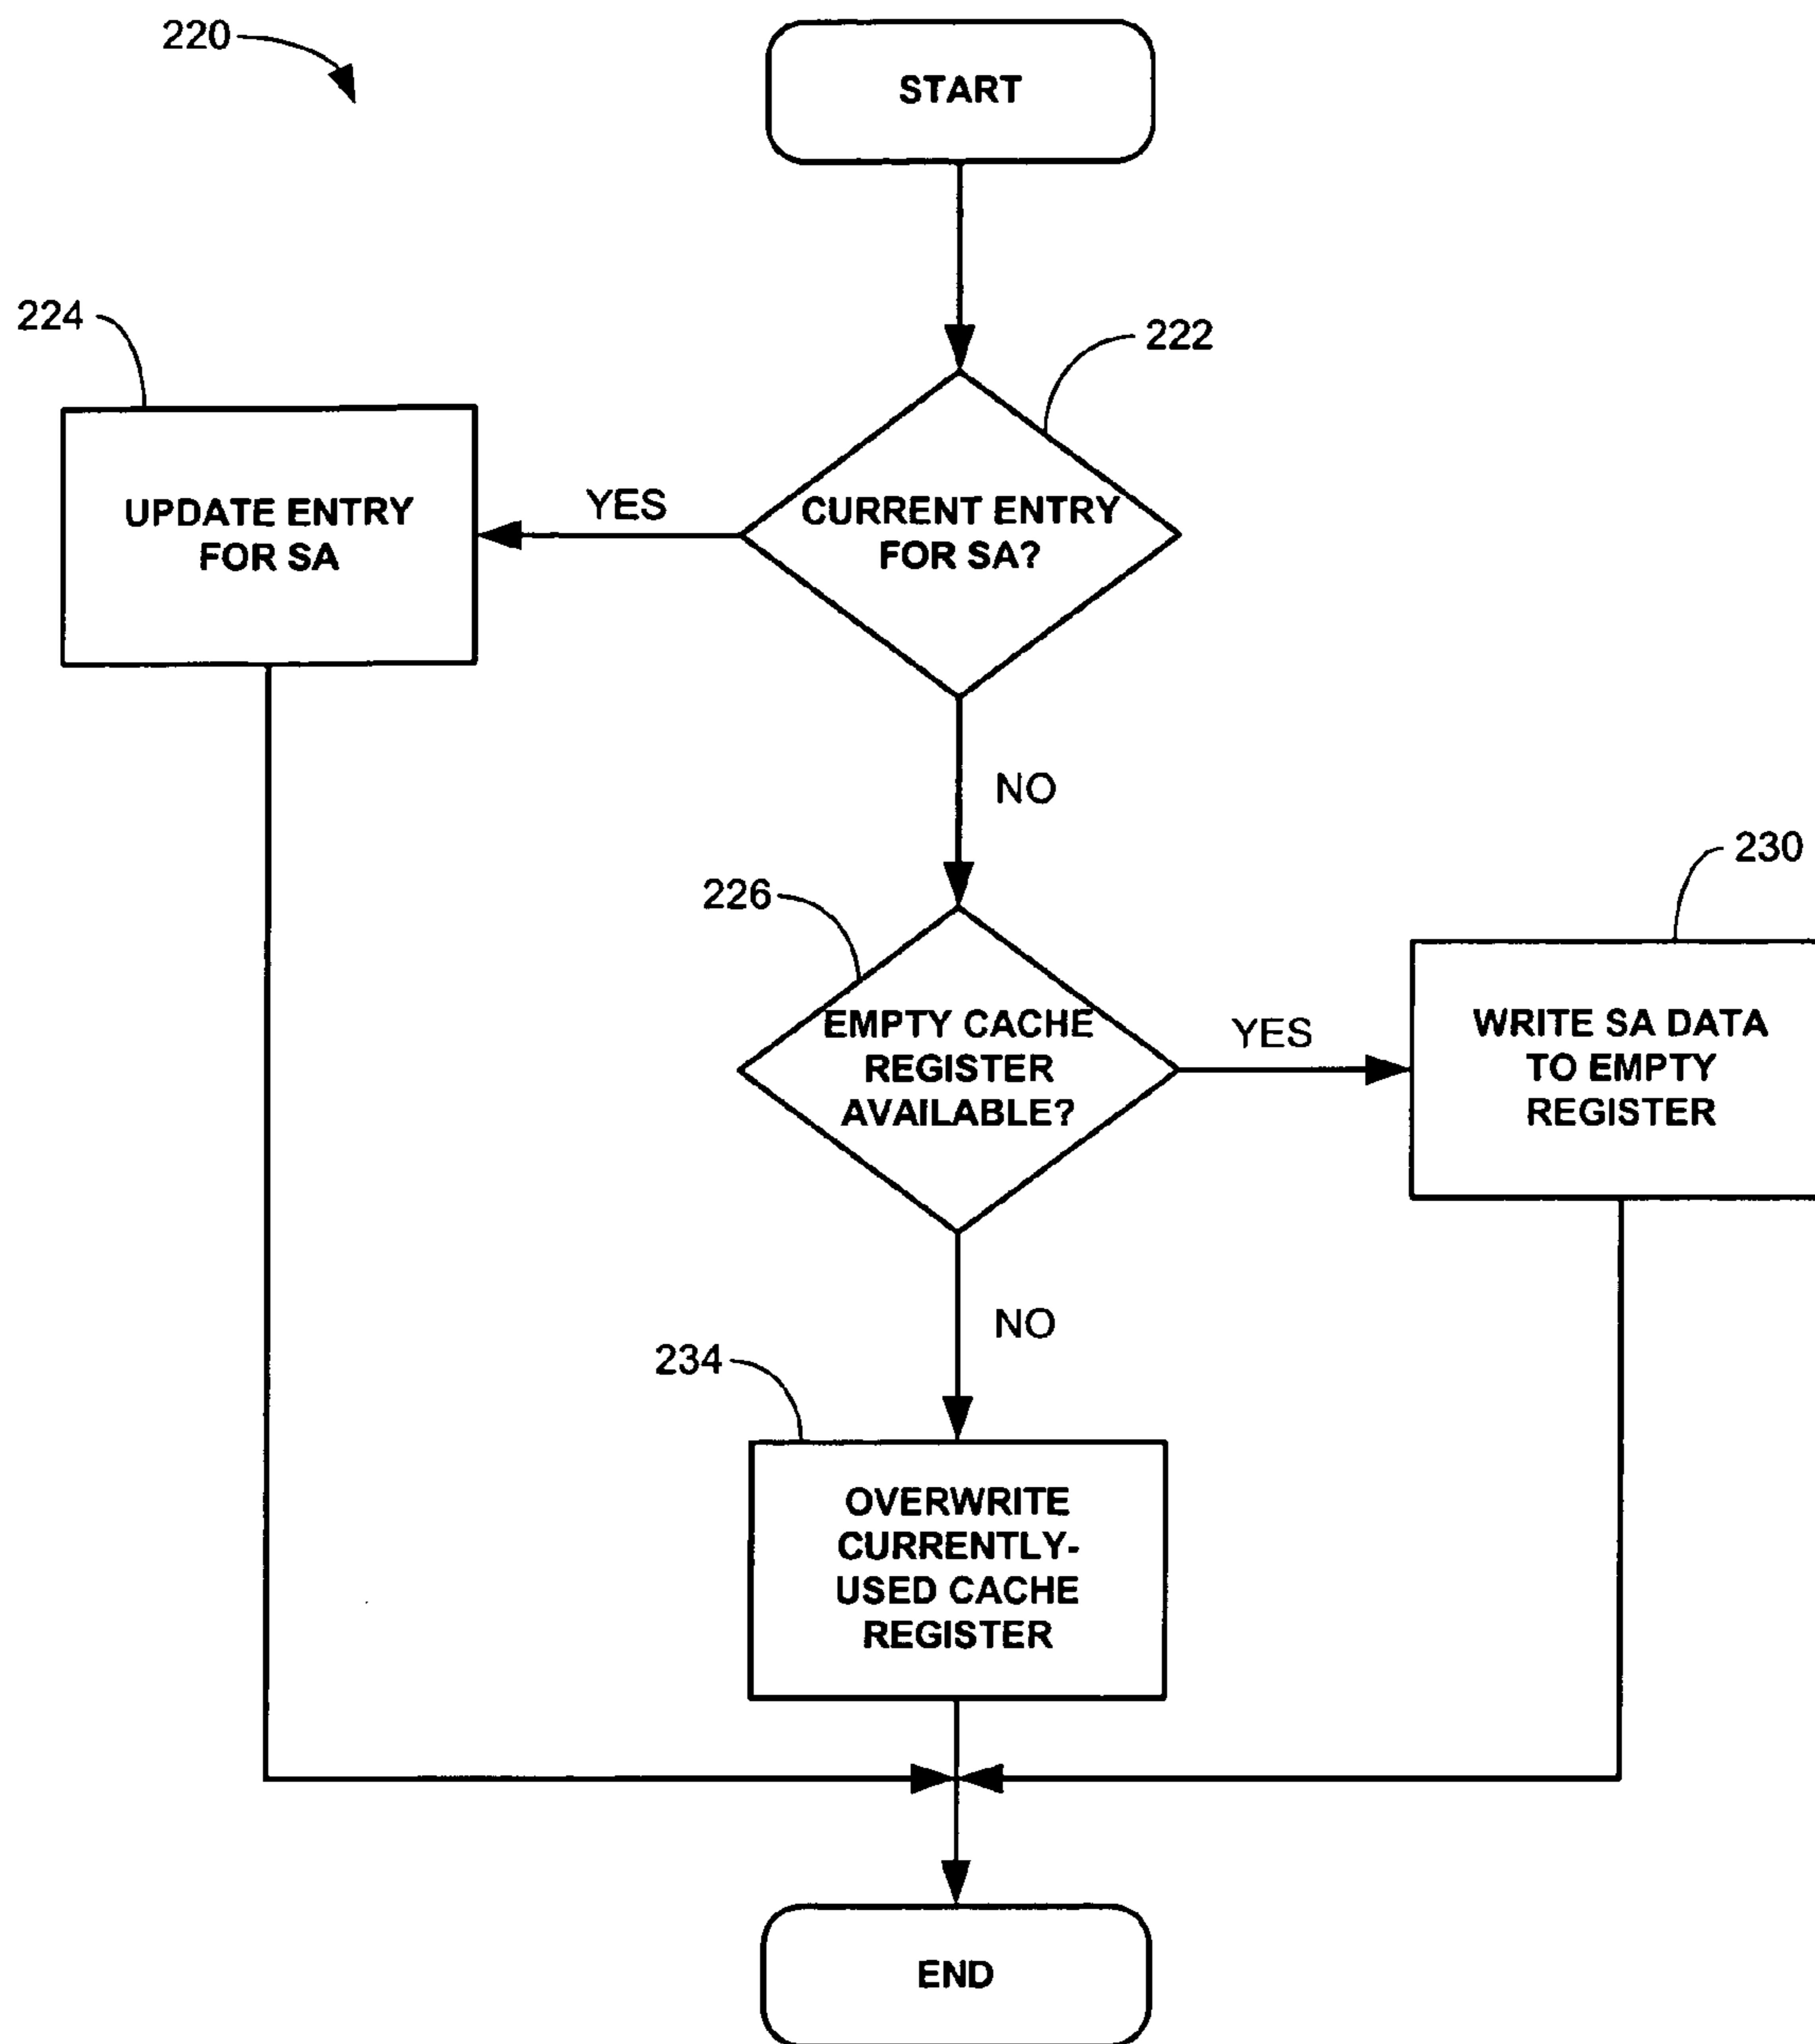 220
START
224
222
UPDATE ENTRY
FOR SA
YES
CURRENT ENTRY
FOR SA?
NO
230
226
EMPTY CACHE
REGISTER
AVAILABLE?
YES
WRITE SA DATA
TO EMPTY
REGISTER
NO
234
OVERWRITE
CURRENTLY-
USED CACHE
REGISTER
END